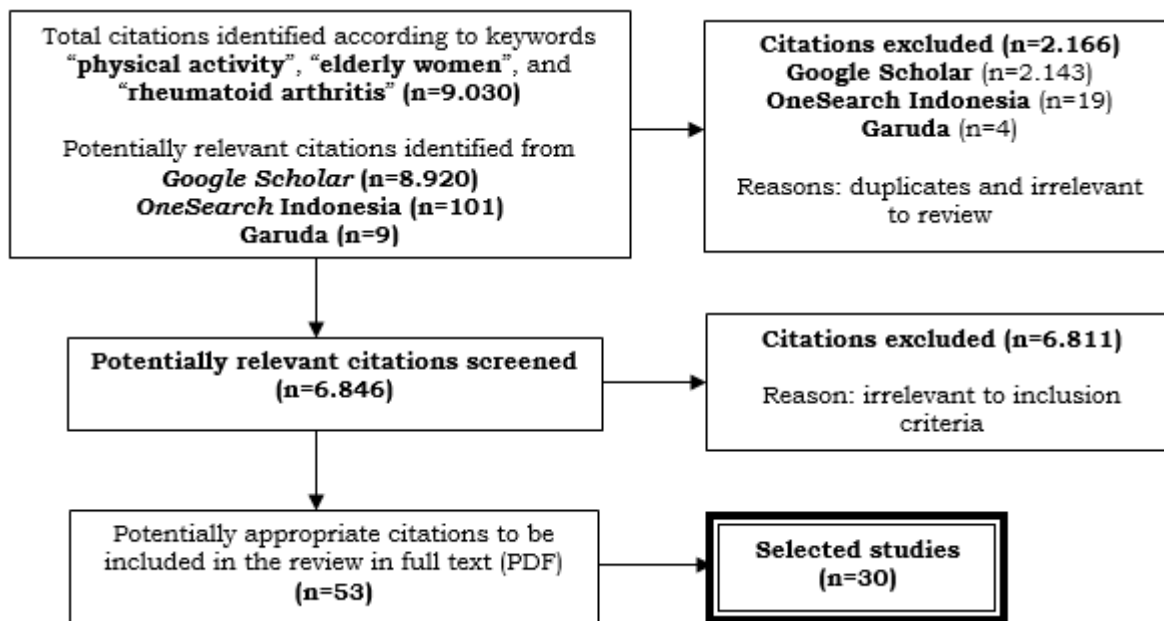 Total citations identified according to keywords
“physical activity”, “elderly women”, and
“rheumatoid arthritis” (n=9.030)
Potentially relevant citations identified from
Google Scholar (n=8.920)
OneSearch Indonesia (n=101)
Garuda (n=9)
Citations excluded (n=2.166)
Google Scholar (n=2.143)
OneSearch Indonesia (n=19)
Garuda (n=4)
Reasons: duplicates and irrelevant
to review
Potentially relevant citations screened
(n=6.846)
Citations excluded (n=6.811)
Reason: irrelevant to inclusion
criteria
Potentially appropriate citations to be
included in the review in full text (PDF)
(n=53)
Selected studies
(n=30)